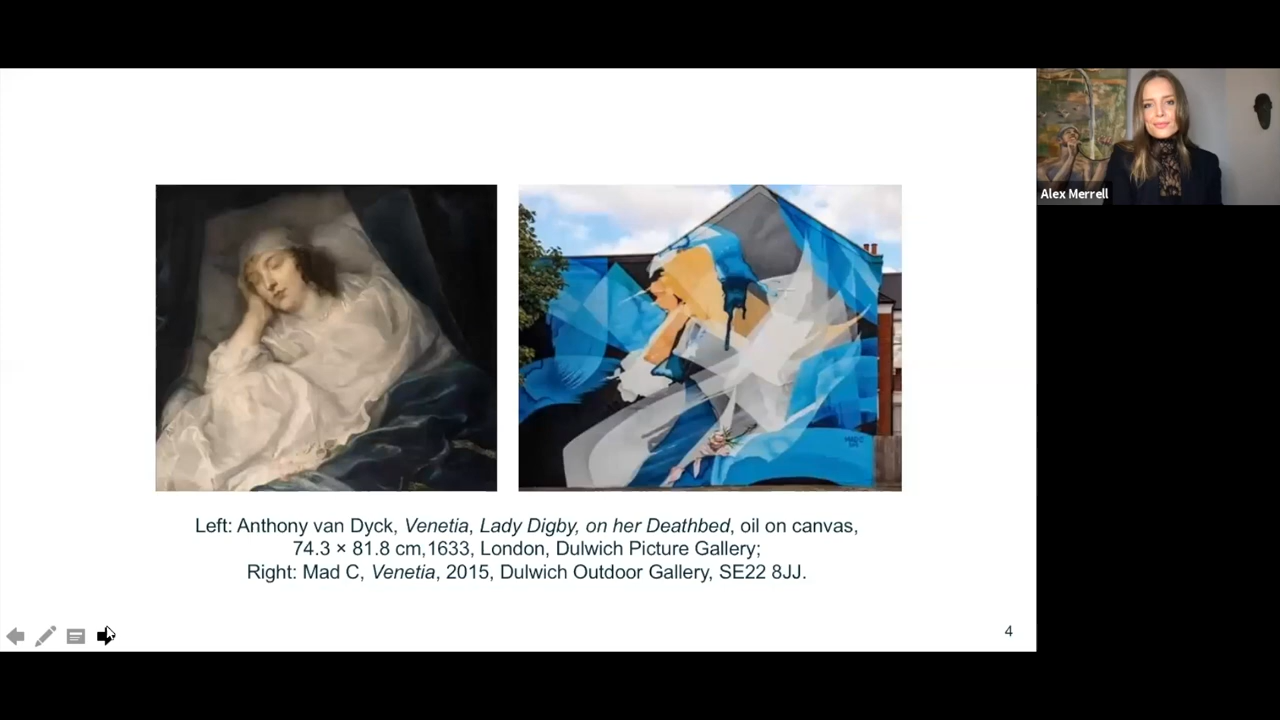 Alex Merrell
Left: Anthony van Dyck, Venetia, Lady Digby, on her Deathbed, oil on canvas,
74.3 × 81.8 cm,1633, London, Dulwich Picture Gallery;
Right: Mad C, Venetia, 2015, Dulwich Outdoor Gallery, SE22 8JJ.
4